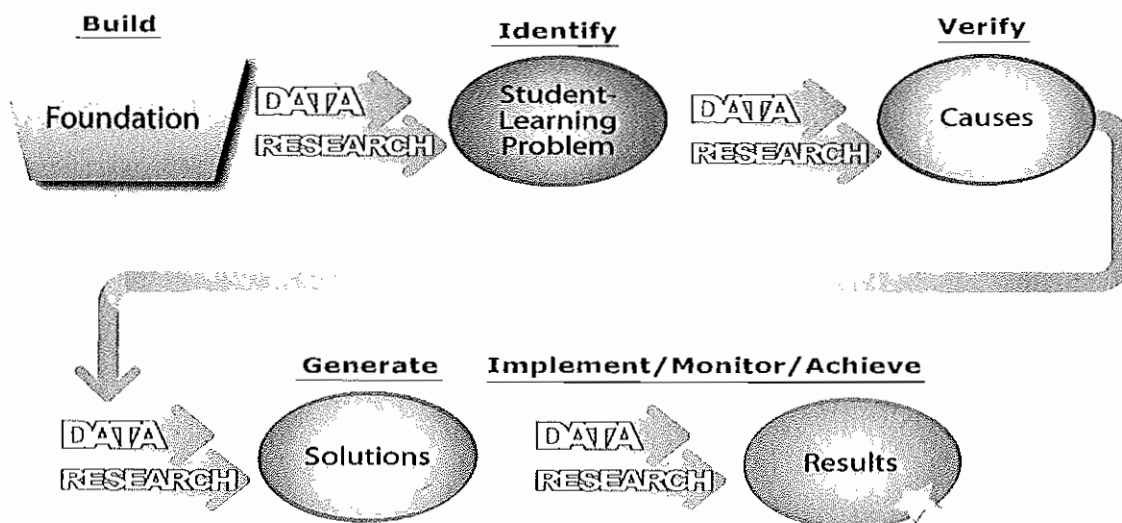 Build
Identify
Verify
Foundation
DATA
RESEARCH
Student-
Learning
Problem
DATA
RESEARCH
Causes
Generate
Implement/Monitor/Achieve
DATA
RESEARCH
Solutions
DATA
RESEARCH
Results